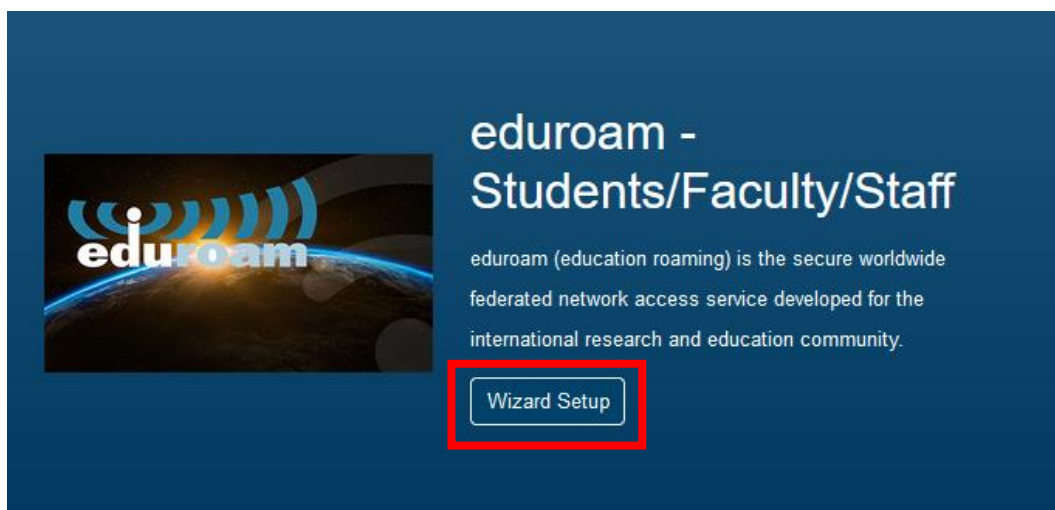 eduroam
eduroam -
Students/Faculty/Staff
eduroam (education roaming) is the secure worldwide
federated network access service developed for the
international research and education community.
Wizard Setup